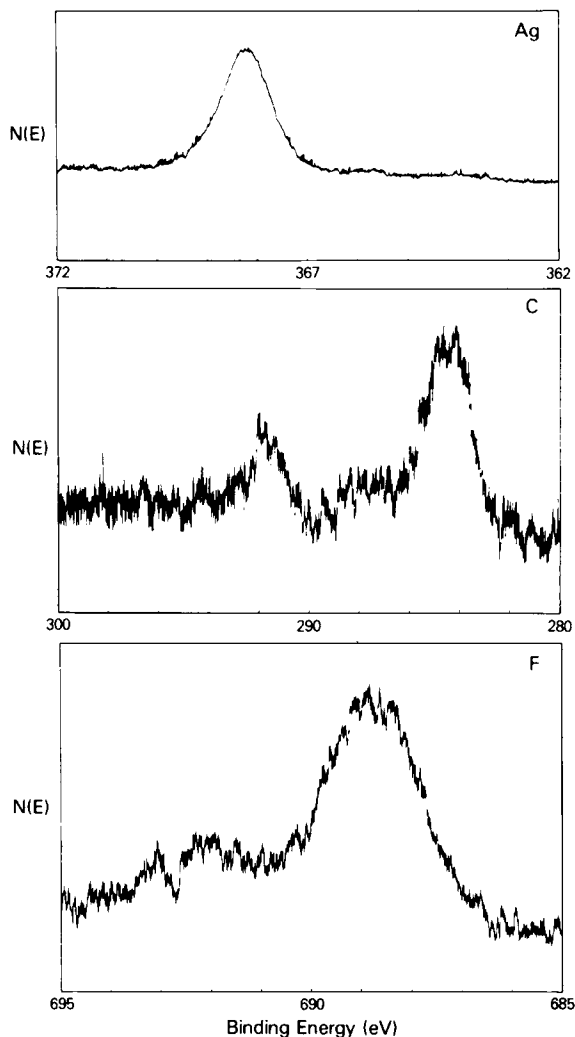 Ag
N(E)
372 367 362
C
N(E)
300 290 280
F
N(E)
695 690 685
Binding Energy (eV)